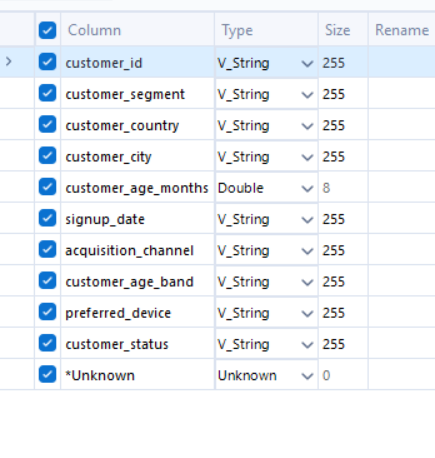 Column Type Size Rename
customer_id V_String 255
customer_segment V_String 255
customer_country V_String 255
customer_city V_String 255
customer_age_months Double 8
signup_date V_String 255
acquisition_channel V_String 255
customer_age_band V_String 255
preferred_device V_String 255
customer_status V_String 255
*Unknown Unknown 0